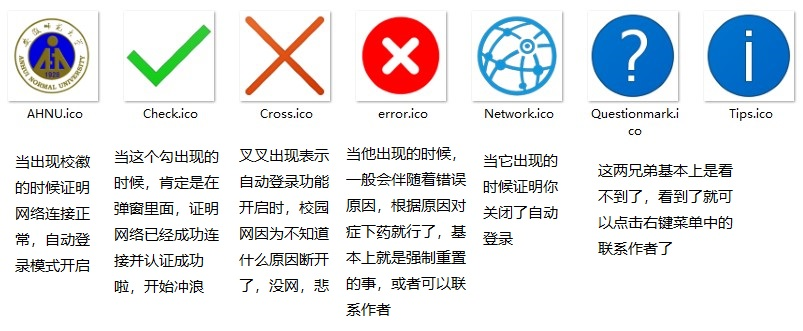 安徽师范大学
ANHUI NORMAL UNIVERSITY
1928
AHNU.ico
Check.ico
Cross.ico
error.ico
Network.ico
Questionmark.i
co
Tips.ico
当出现校徽
的时候证明
网络连接正
常，自动登
录模式开启
当这个勾出现的
时候，肯定是在
弹窗里面，证明
网络已经成功连
接并认证成功
啦，开始冲浪
叉叉出现表示
自动登录功能
开启时，校园
网因为不知道
什么原因断开
了，没网，悲
当他出现的时候，
一般会伴随着错误
原因，根据原因对
症下药就行了，基
本上就是强制重置
的事，或者可以联
系作者
当它出现的
时候证明你
关闭了自动
登录
这两兄弟基本上是看
不到了，看到了就可
以点击右键菜单中的
联系作者了